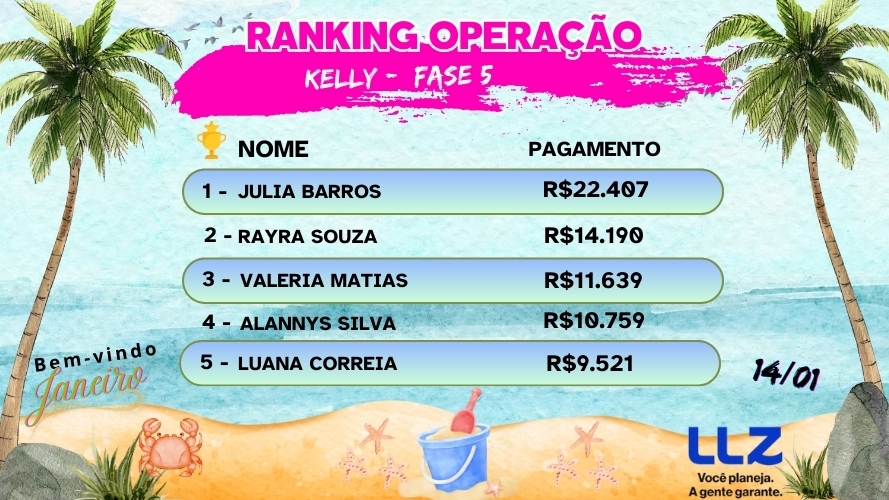 RANKING OPERAÇÃO
KELLY - FASE 5
NOME PAGAMENTO
1 - JULIA BARROS R$22.407
2 - RAYRA SOUZA R$14.190
3 - VALERIA MATIAS R$11.639
4 - ALANNYS SILVA R$10.759
5 - LUANA CORREIA R$9.521
Bem-vindo
Janeiro
14/01
LLZ
Você planeja.
A gente garante.